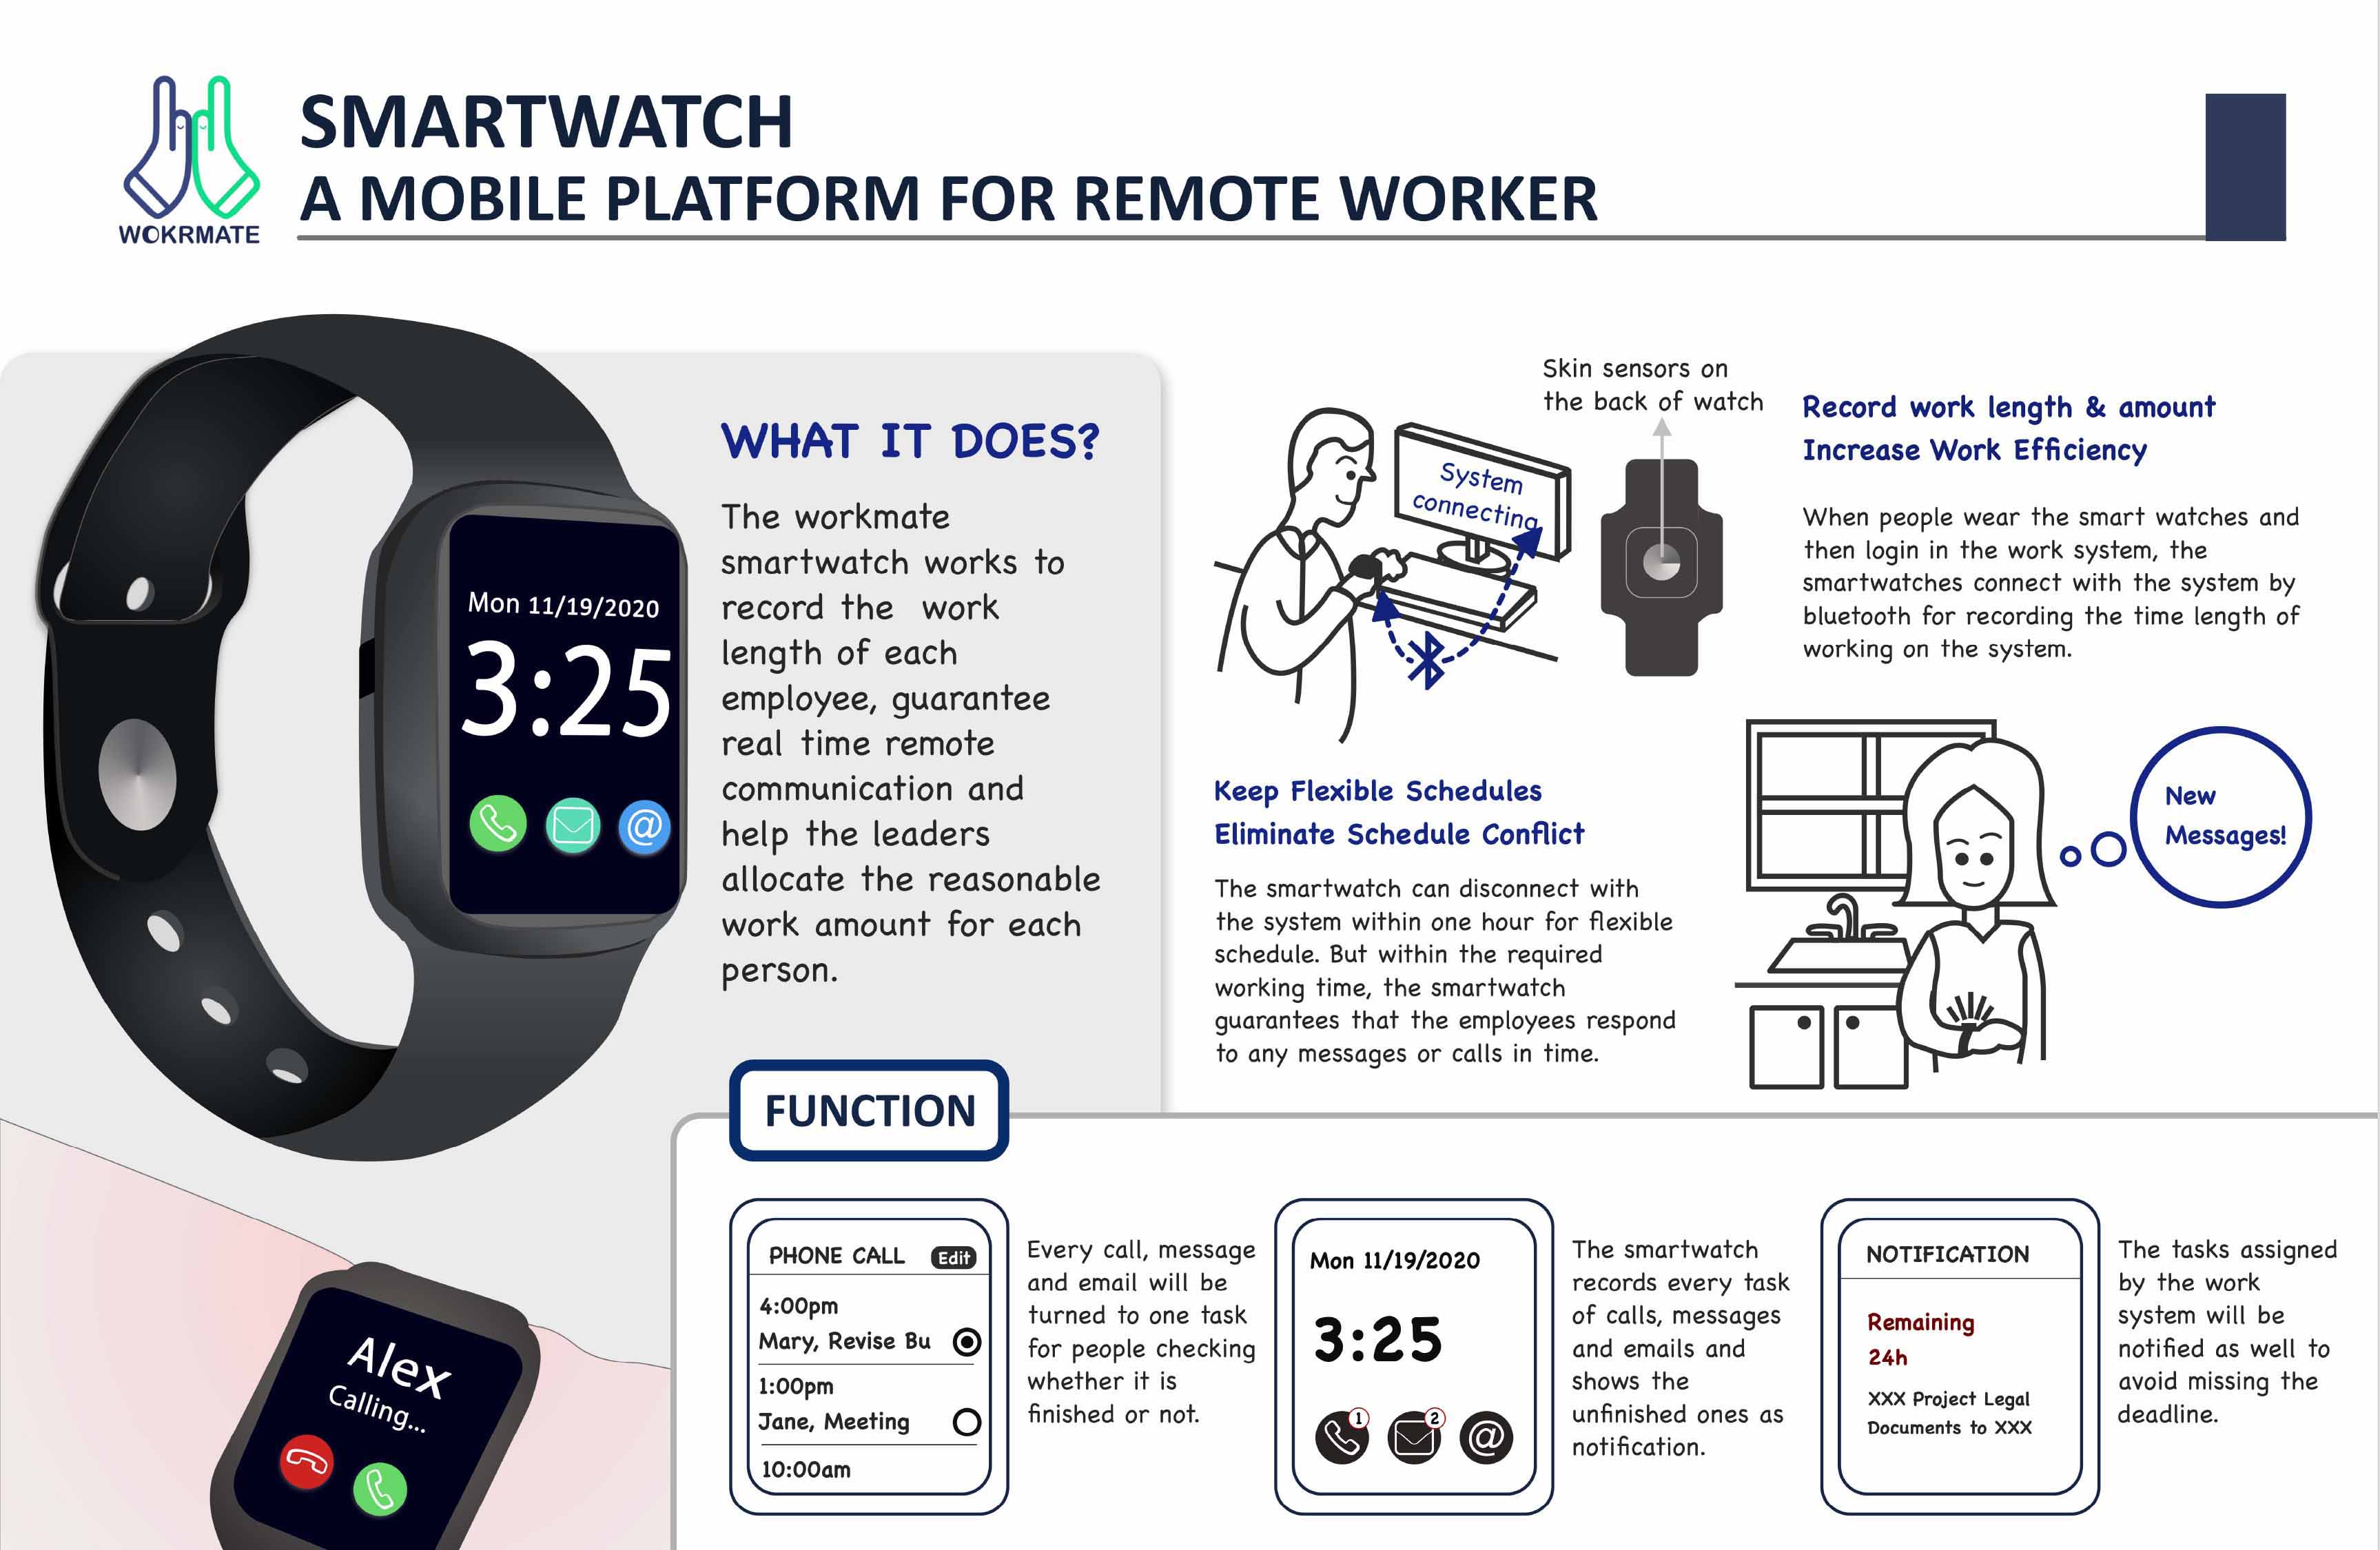 WOKRMATE
SMARTWATCH
A MOBILE PLATFORM FOR REMOTE WORKER
Mon 11/19/2020
3:25
@
WHAT IT DOES?
The workmate
smartwatch works to
record the work
length of each
employee, guarantee
real time remote
communication and
help the leaders
allocate the reasonable
work amount for each
person.
System
connecting
Skin sensors on
the back of watch
Record work length & amount
Increase Work Efficiency
When people wear the smart watches and
then login in the work system, the
smartwatches connect with the system by
bluetooth for recording the time length of
working on the system.
Keep Flexible Schedules
Eliminate Schedule Conflict
The smartwatch can disconnect with
the system within one hour for flexible
schedule. But within the required
working time, the smartwatch
guarantees that the employees respond
to any messages or calls in time.
New
Messages!
Alex
Calling...
FUNCTION
PHONE CALL Edit
4:00pm
Mary, Revise Bu
1:00pm
Jane, Meeting
10:00am
Every call, message
and email will be
turned to one task
for people checking
whether it is
finished or not.
Mon 11/19/2020
3:25
1 2 @
The smartwatch
records every task
of calls, messages
and emails and
shows the
unfinished ones as
notification.
NOTIFICATION
Remaining
24h
XXX Project Legal
Documents to XXX
The tasks assigned
by the work
system will be
notified as well to
avoid missing the
deadline.